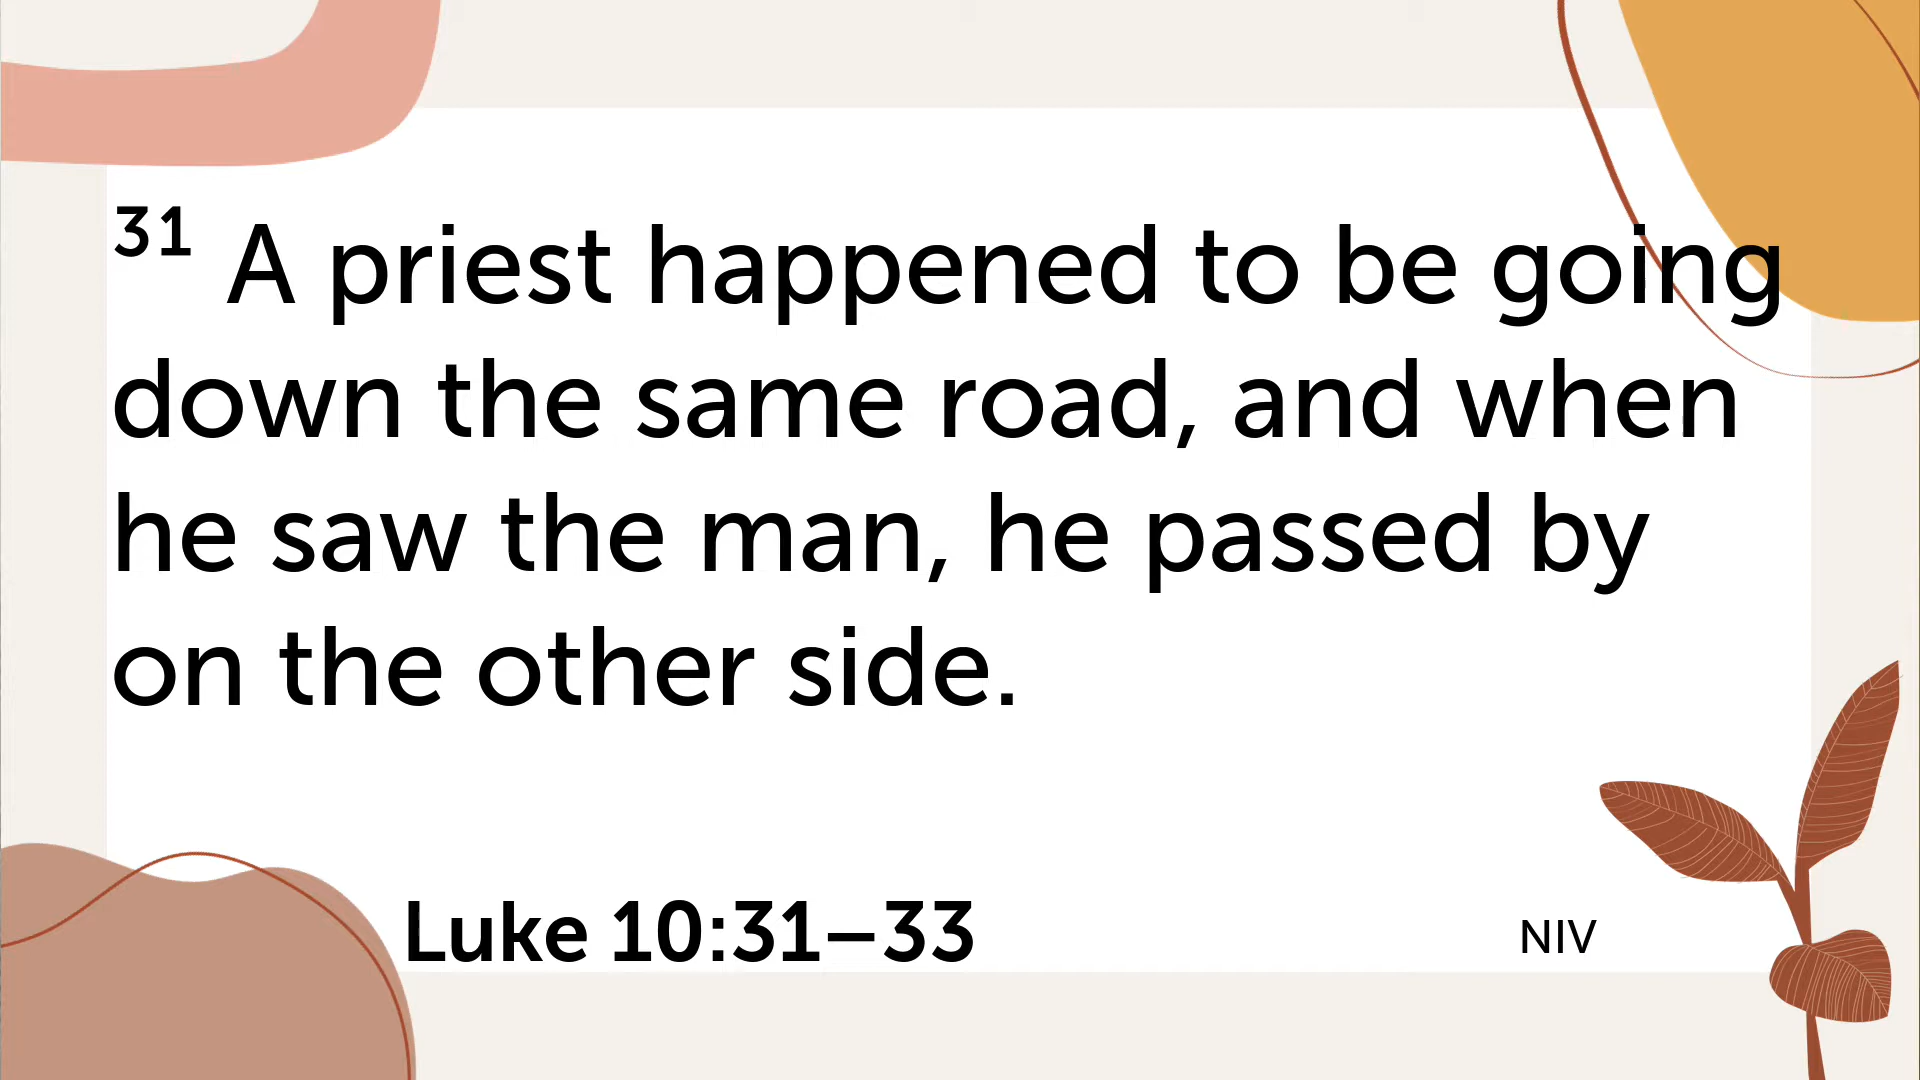 31 A priest happened to be going
down the same road, and when
he saw the man, he passed by
on the other side.
Luke 10:31–33
NIV